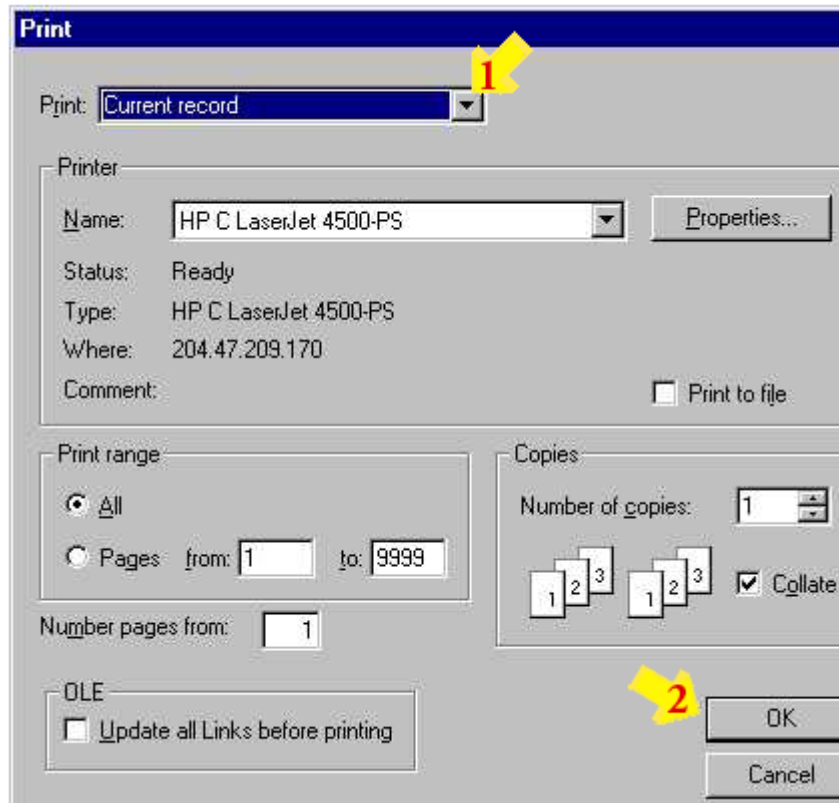 Print
1
Print: Current record
Printer
Name: HP C LaserJet 4500-PS Properties...
Status: Ready
Type: HP C LaserJet 4500-PS
Where: 204.47.209.170
Comment: Print to file
Print range
All
Pages from: 1 to: 9999
Copies
Number of copies: 1
1 2 3 1 2 3 Collate
Number pages from: 1
OLE
Update all Links before printing
2
OK
Cancel